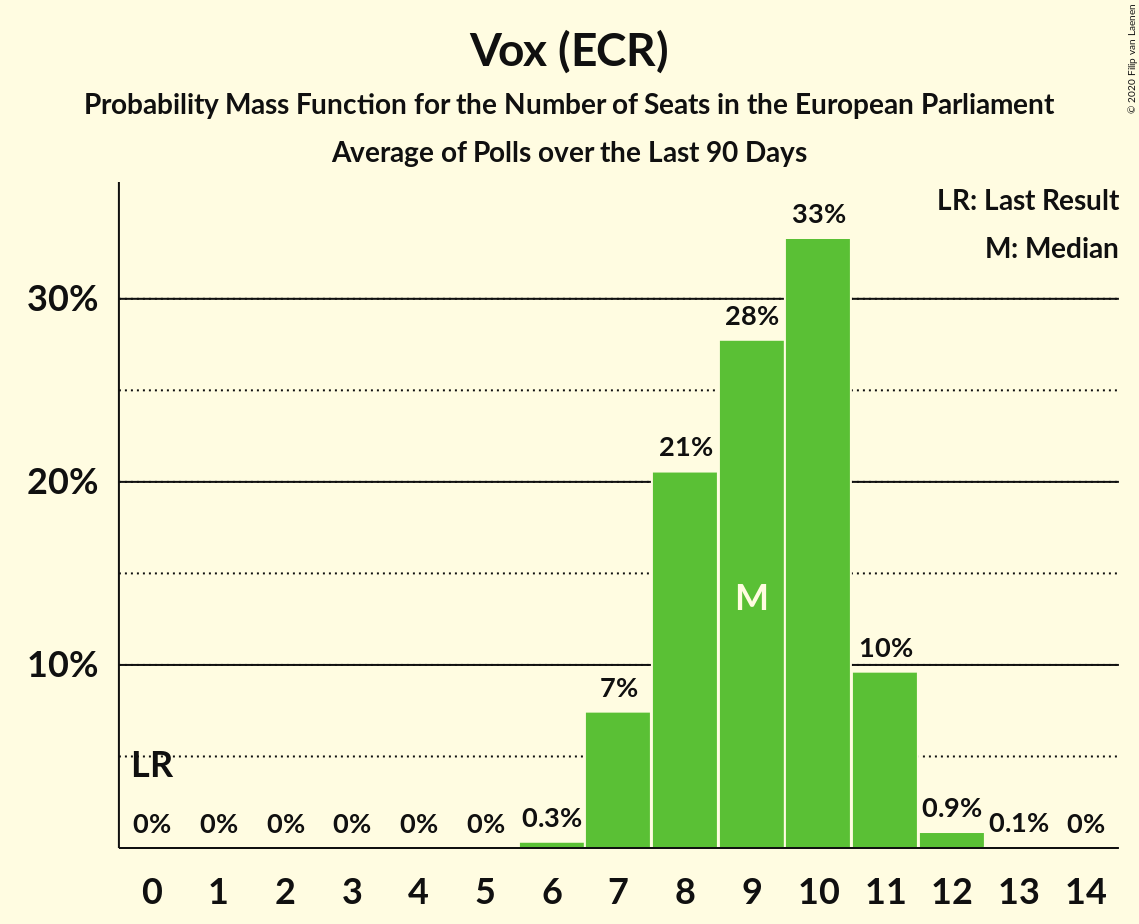 © 2020 Filip van Laenen
Vox (ECR)
Probability Mass Function for the Number of Seats in the European Parliament
Average of Polls over the Last 90 Days
LR: Last Result
M: Median
33%
30%
28%
21%
20%
M
10%
10%
7%
LR
0% 0% 0% 0% 0% 0% 0.3% 0.9% 0.1% 0%
0 1 2 3 4 5 6 7 8 9 10 11 12 13 14